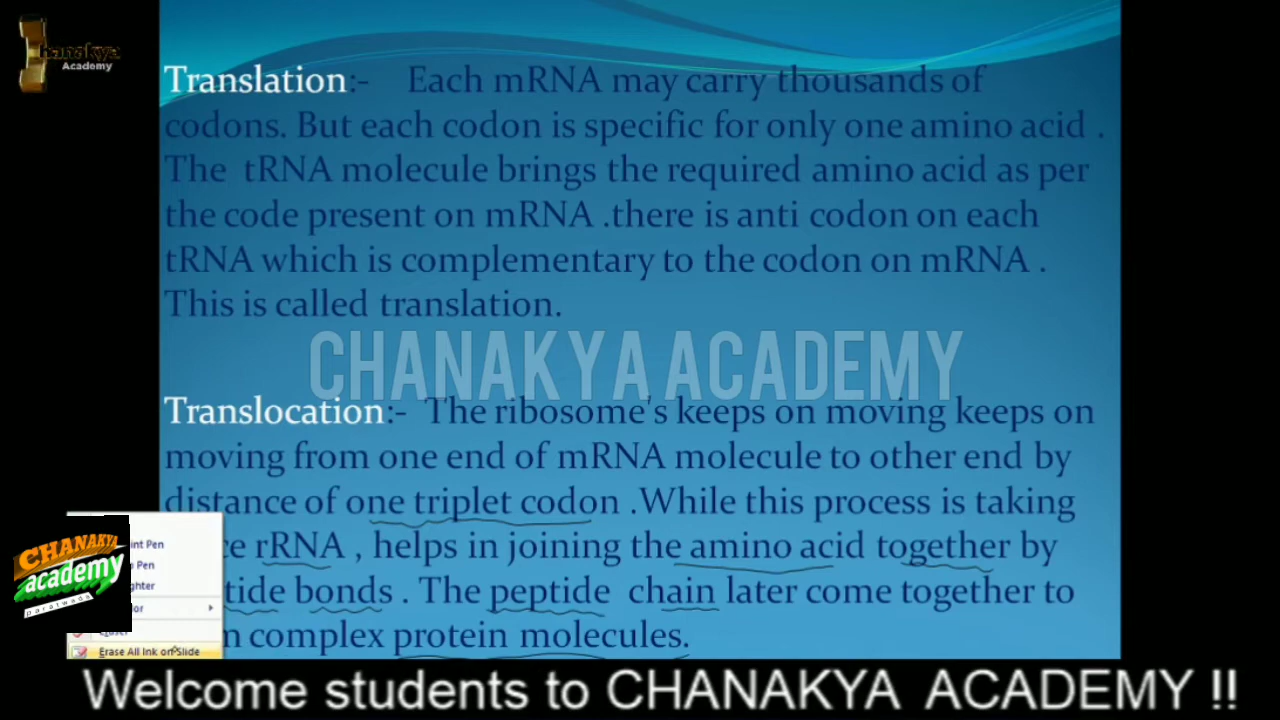 hanakya
Academy
Translation:- Each mRNA may carry thousands of
codons. But each codon is specific for only one amino acid .
The tRNA molecule brings the required amino acid as per
the code present on mRNA .there is anti codon on each
tRNA which is complementary to the codon on mRNA .
This is called translation.
CHANAKYA ACADEMY
Translocation:- The ribosome's keeps on moving keeps on
moving from one end of mRNA molecule to other end by
distance of one triplet codon .While this process is taking
rRNA , helps in joining the amino acid together by
bonds . The peptide chain later come together to
complex protein molecules.
Pen
Pen
Eraser
Erase All Ink on Slide
CHANAKYA
academy
paratwada
Welcome students to CHANAKYA ACADEMY !!